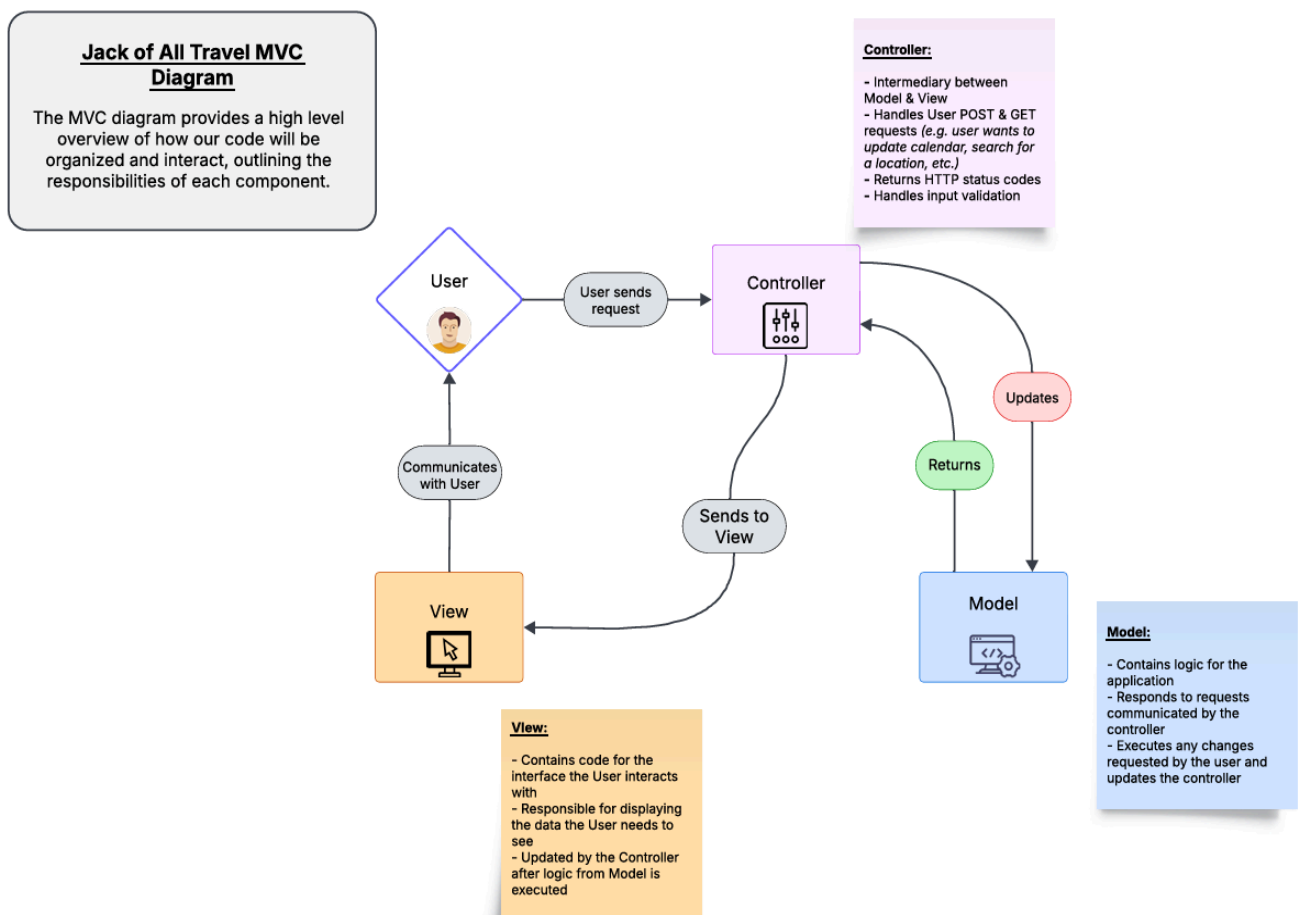 Jack of All Travel MVC
Diagram
The MVC diagram provides a high level
overview of how our code will be
organized and interact, outlining the
responsibilities of each component.
Controller:
- Intermediary between
Model & View
- Handles User POST & GET
requests (e.g. user wants to
update calendar, search for
a location, etc.)
- Returns HTTP status codes
- Handles input validation
User
User sends
request
Controller
Updates
Returns
Communicates
with User
Sends to
View
View
Model
Model:
- Contains logic for the
application
- Responds to requests
communicated by the
controller
- Executes any changes
requested by the user and
updates the controller
View:
- Contains code for the
interface the User interacts
with
- Responsible for displaying
the data the User needs to
see
- Updated by the Controller
after logic from Model is
executed